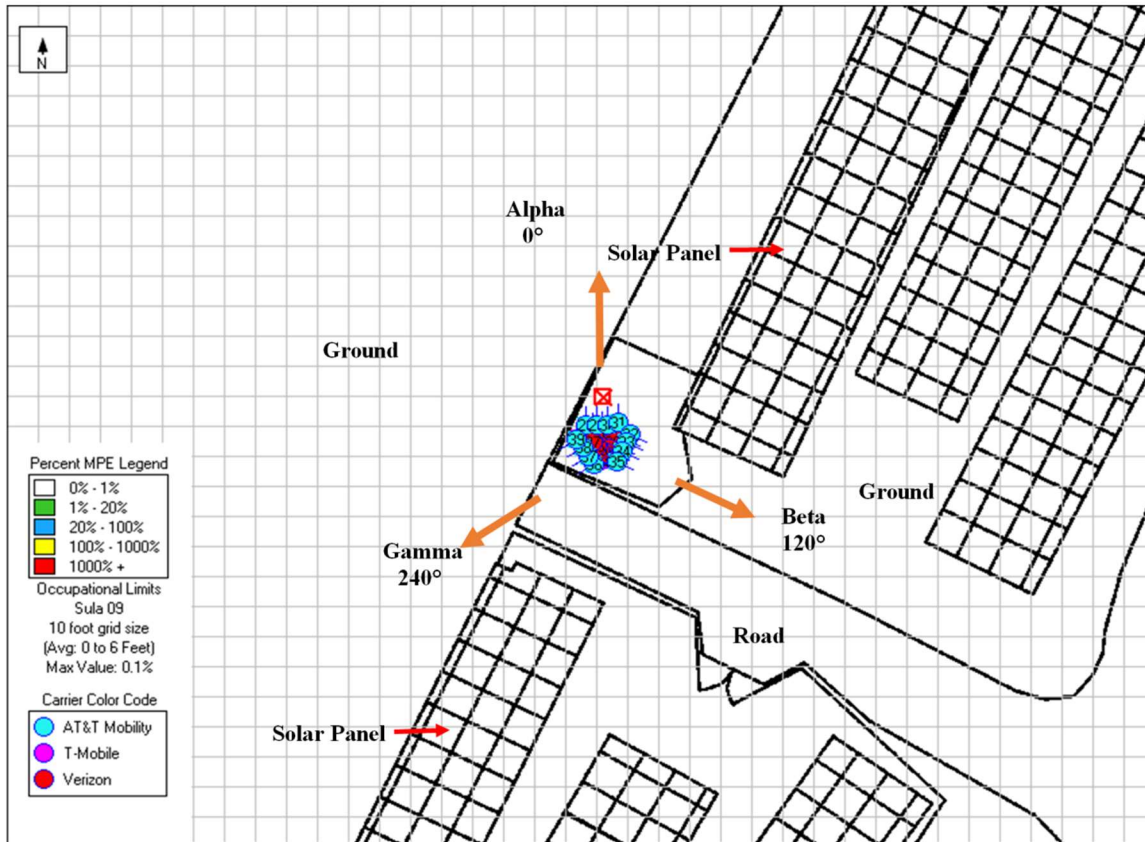 N
Alpha
0°
Solar Panel
Ground
Ground
Beta
120°
Gamma
240°
Road
Solar Panel
Percent MPE Legend
0% - 1%
1% - 20%
20% - 100%
100% - 1000%
1000% +
Occupational Limits
Sula 09
10 foot grid size
(Avg: 0 to 6 Feet)
Max Value: 0.1%
Carrier Color Code
AT&T Mobility
T-Mobile
Verizon